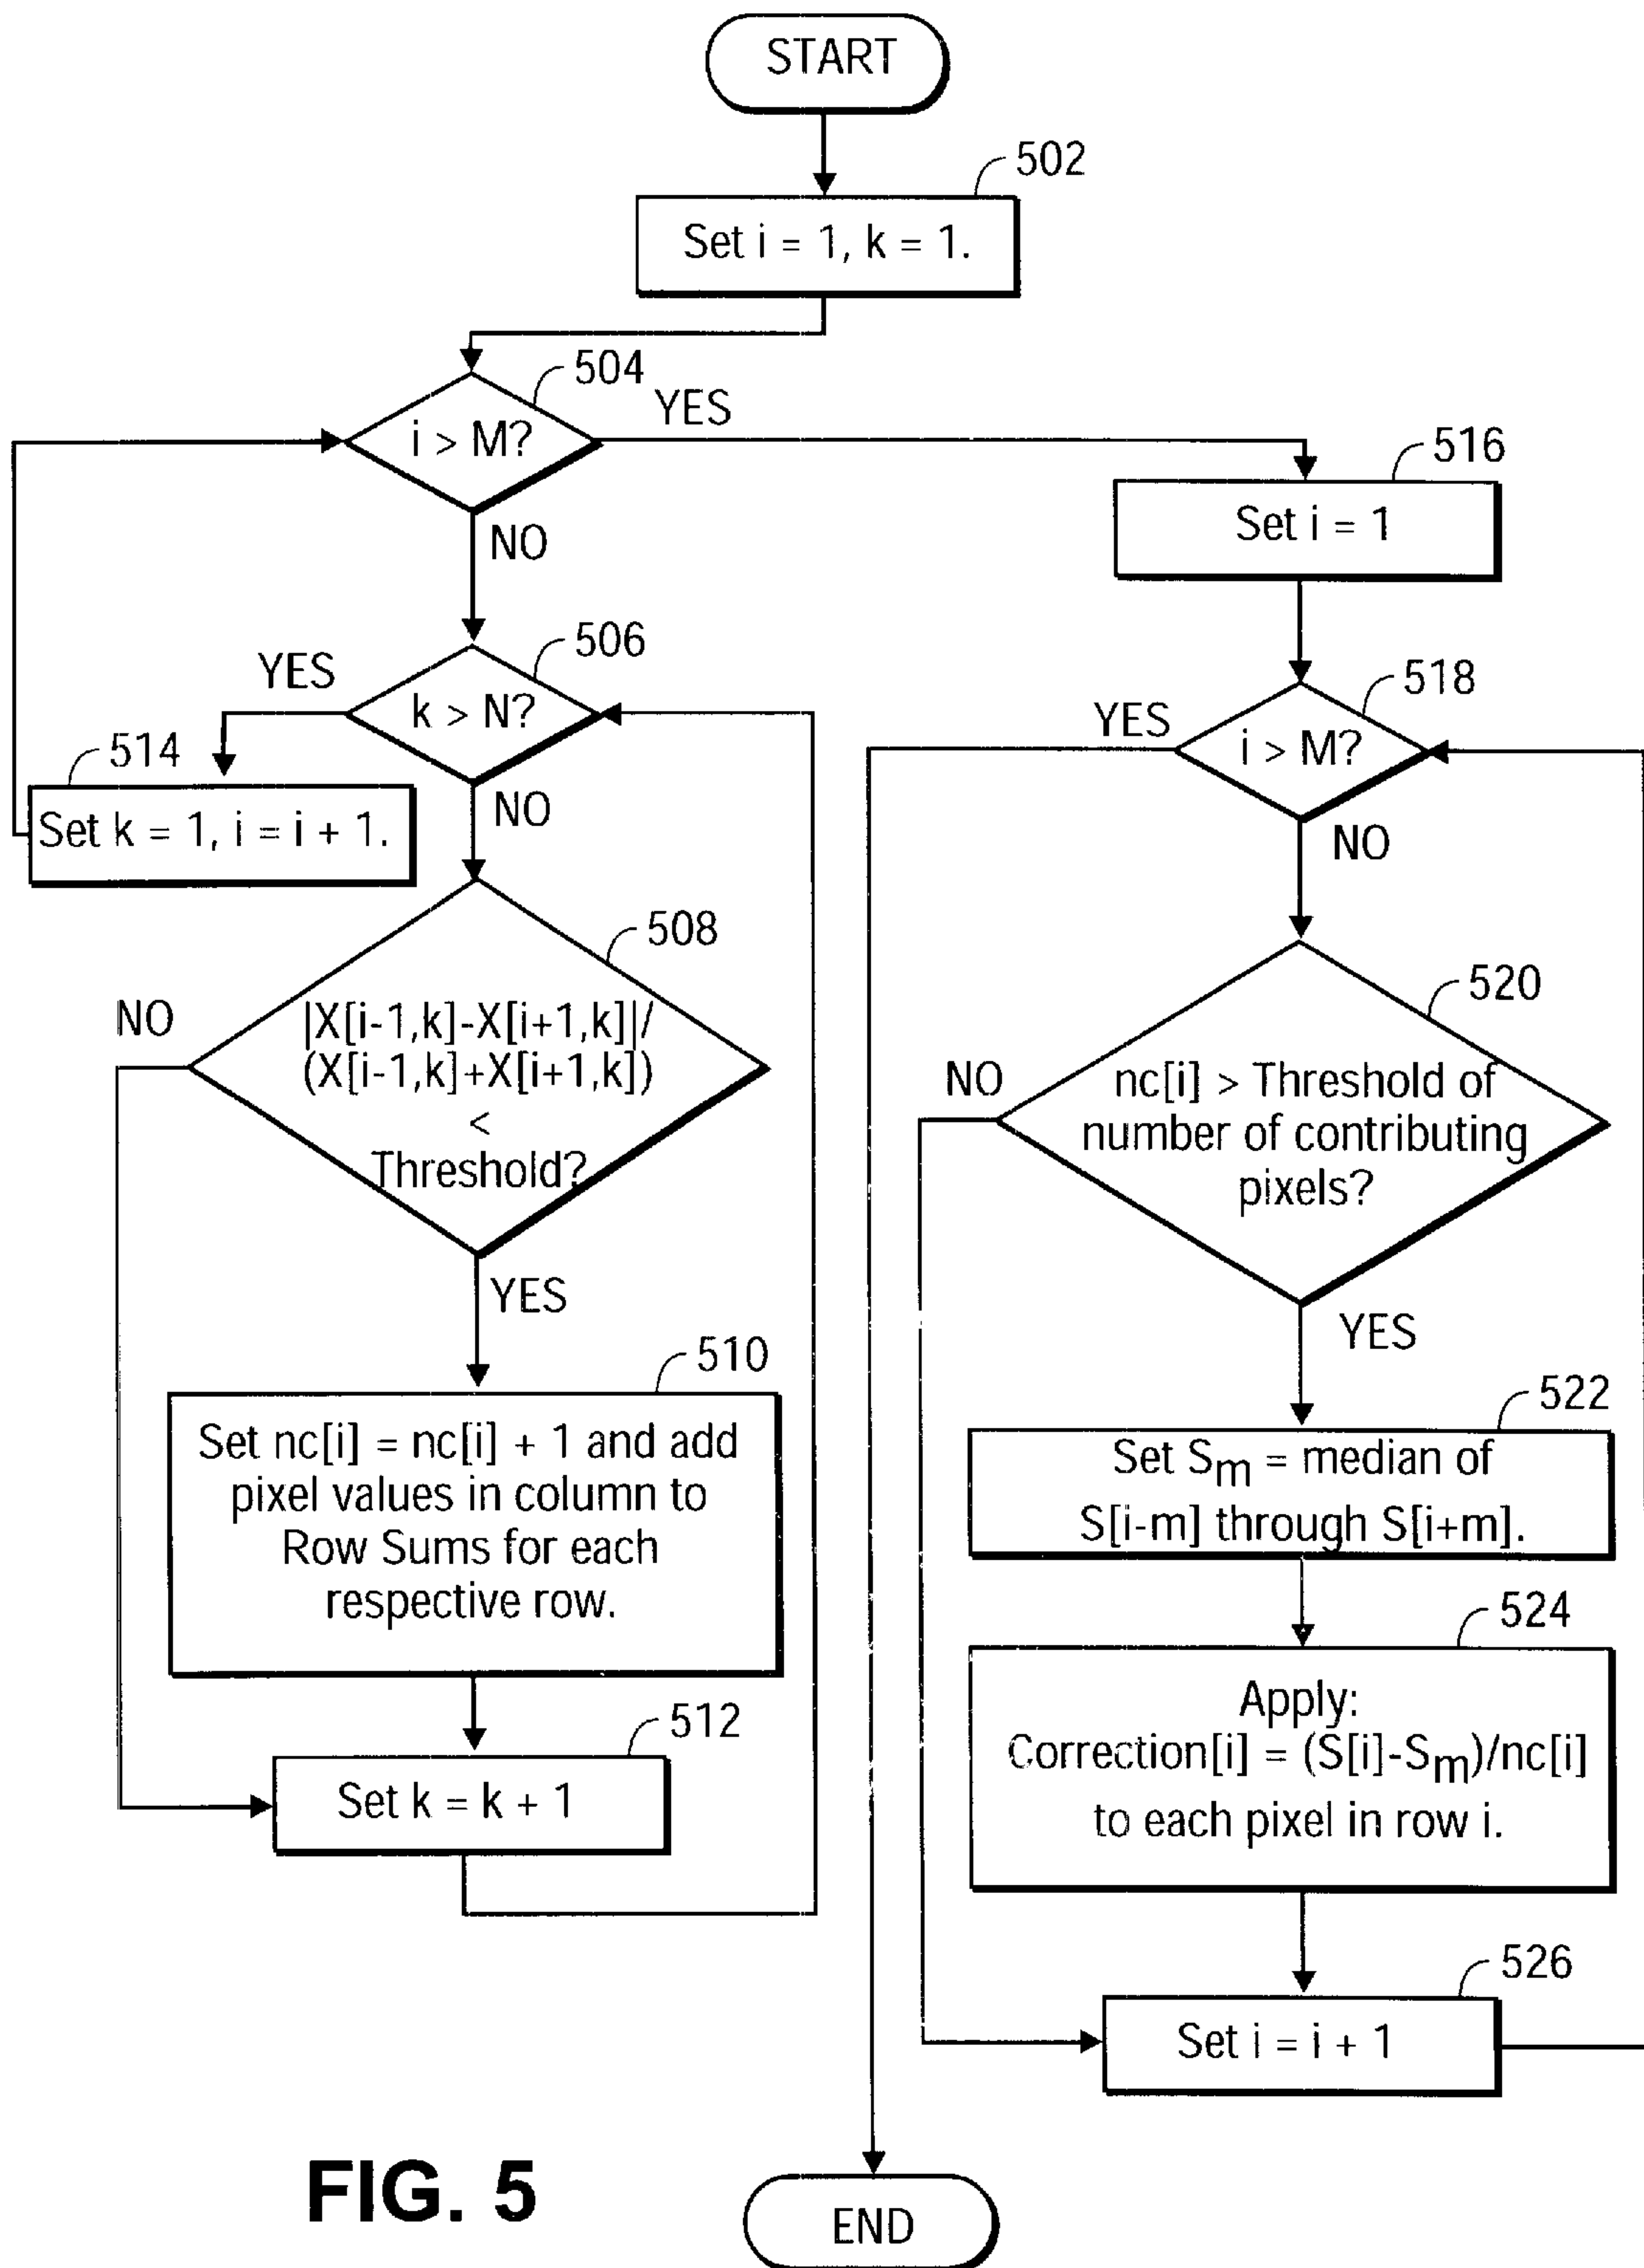 START
502
Set i = 1, k = 1.
504
i > M?
YES
NO
506
k > N?
YES
NO
514
Set k = 1, i = i + 1.
508
|X[i-1,k]-X[i+1,k]|/
(X[i-1,k]+X[i+1,k])
<
Threshold?
NO
YES
510
Set nc[i] = nc[i] + 1 and add
pixel values in column to
Row Sums for each
respective row.
512
Set k = k + 1
516
Set i = 1
518
i > M?
YES
NO
520
nc[i] > Threshold of
number of contributing
pixels?
NO
YES
522
Set Sm = median of
S[i-m] through S[i+m].
524
Apply:
Correction[i] = (S[i]-Sm)/nc[i]
to each pixel in row i.
526
Set i = i + 1
END
FIG. 5